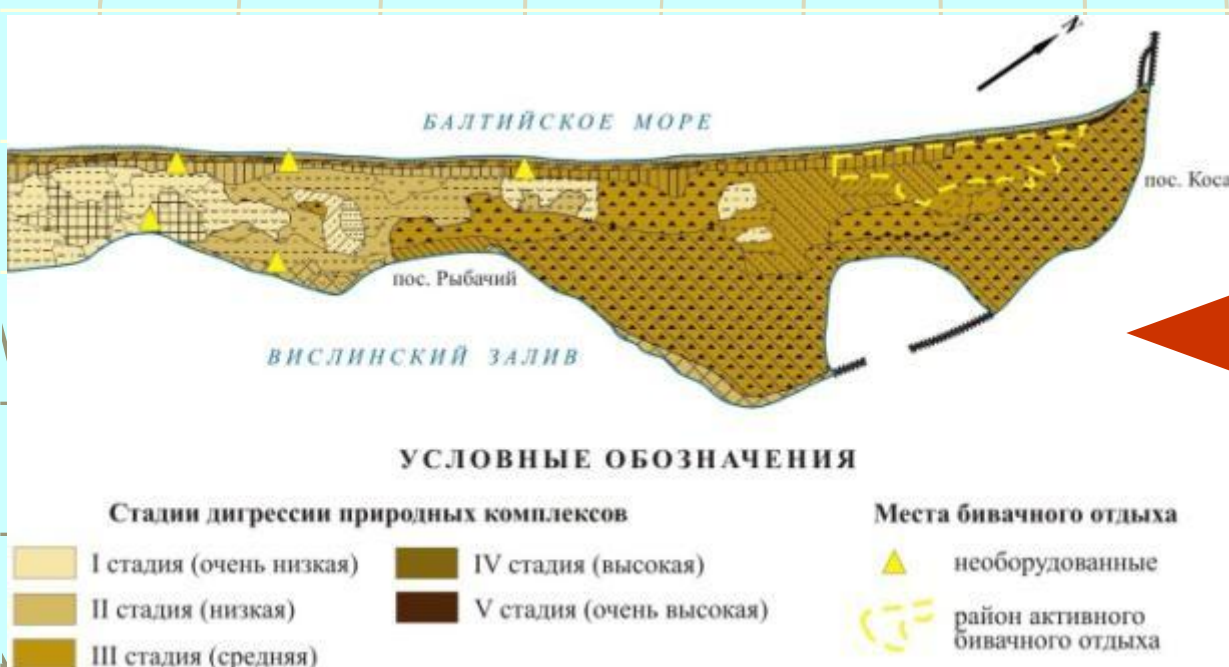 N
БАЛТИЙСКОЕ МОРЕ
пос. Коса
пос. Рыбачий
ВИСЛИНСКИЙ ЗАЛИВ
УСЛОВНЫЕ ОБОЗНАЧЕНИЯ
Стадии дигрессии природных комплексов
I стадия (очень низкая)
II стадия (низкая)
III стадия (средняя)
IV стадия (высокая)
V стадия (очень высокая)
Места бивачного отдыха
необорудованные
район активного
бивачного отдыха